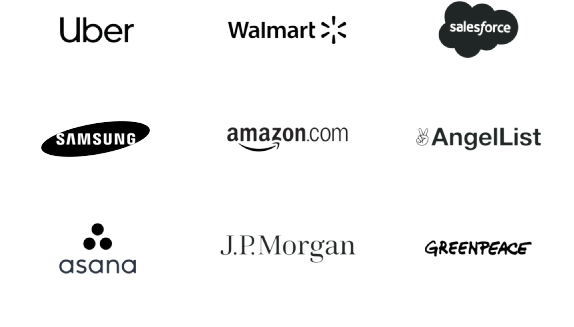 Uber
Walmart
salesforce
SAMSUNG
amazon.com
AngelList
asana
J.P.Morgan
GREENPEACE